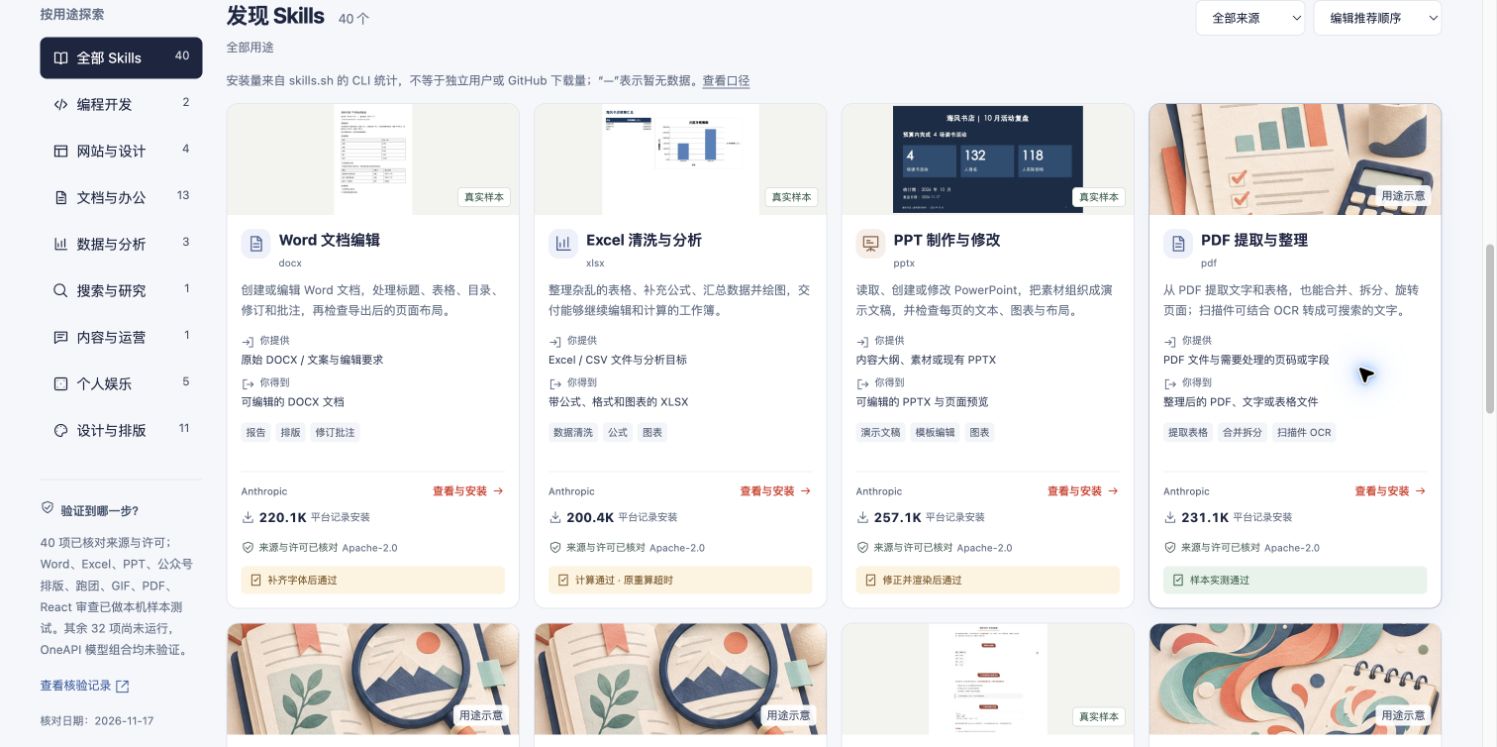 按用途探索
全部 Skills 40
编程开发 2
网站与设计 4
文档与办公 13
数据与分析 3
搜索与研究 1
内容与运营 1
个人娱乐 5
设计与排版 11
验证到哪一步?
40 项已核对来源与许可;
Word、Excel、PPT、公众号
排版、跑团、GIF、PDF、
React 审查已做本机样本测
试。其余 32 项尚未运行,
OneAPI 模型组合均未验证。
查看核验记录
核对日期：2026-11-17
发现 Skills 40 个
全部来源
编辑推荐顺序
全部用途
安装量来自 skills.sh 的 CLI 统计，不等于独立用户或 GitHub 下载量；“—”表示暂无数据。查看口径
真实样本
Word 文档编辑
docx
创建或编辑 Word 文档，处理标题、表格、目录、
修订和批注，再检查导出后的页面布局。
你提供
原始 DOCX / 文案与编辑要求
你得到
可编辑的 DOCX 文档
报告 排版 修订批注
Anthropic 查看与安装 →
220.1K 平台记录安装
来源与许可已核对 Apache-2.0
补齐字体后通过
真实样本
Excel 清洗与分析
xlsx
整理杂乱的表格、补充公式、汇总数据并绘图，交
付能够继续编辑和计算的工作簿。
你提供
Excel / CSV 文件与分析目标
你得到
带公式、格式和图表的 XLSX
数据清洗 公式 图表
Anthropic 查看与安装 →
200.4K 平台记录安装
来源与许可已核对 Apache-2.0
计算通过 · 原重算超时
海风书店 | 10 月活动复盘
预算内完成 4 场读书活动
4 132 118
真实样本
PPT 制作与修改
pptx
读取、创建或修改 PowerPoint，把素材组织成演
示文稿，并检查每页的文本、图表与布局。
你提供
内容大纲、素材或现有 PPTX
你得到
可编辑的 PPTX 与页面预览
演示文稿 模板编辑 图表
Anthropic 查看与安装 →
257.1K 平台记录安装
来源与许可已核对 Apache-2.0
修正并渲染后通过
用途示意
PDF 提取与整理
pdf
从 PDF 提取文字和表格，也能合并、拆分、旋转
页面；扫描件可结合 OCR 转成可搜索的文字。
你提供
PDF 文件与需要处理的页码或字段
你得到
整理后的 PDF、文字或表格文件
提取表格 合并拆分 扫描件 OCR
Anthropic 查看与安装 →
231.1K 平台记录安装
来源与许可已核对 Apache-2.0
样本实测通过
用途示意
用途示意
真实样本
用途示意